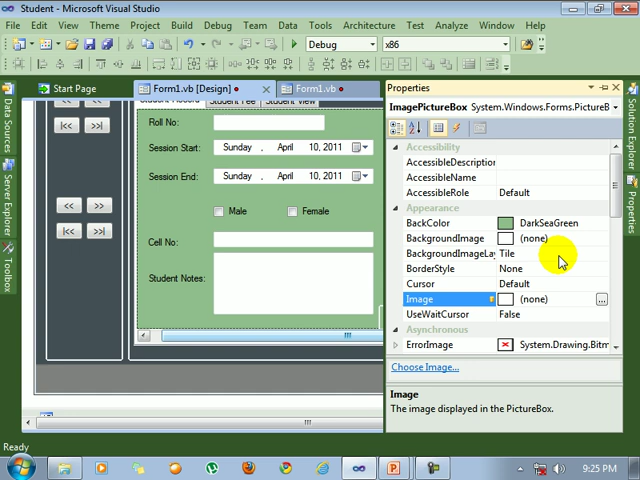 Student - Microsoft Visual Studio
File Edit View Theme Project Build Debug Team Data Tools Architecture Test Analyze Window Help
Debug x86
Start Page Form1.vb [Design] Form1.vb
Properties
ImagePictureBox System.Windows.Forms.PictureB
Data Sources
Server Explorer
Toolbox
Solution Explorer
Properties
<< >>
|<< >>|
<< >>
|<< >>|
Student Record Student Fee Student View
Roll No:
Session Start: Sunday , April 10, 2011
Session End: Sunday , April 10, 2011
Male Female
Cell No:
Student Notes:
Accessibility
AccessibleDescription
AccessibleName
AccessibleRole Default
Appearance
BackColor DarkSeaGreen
BackgroundImage (none)
BackgroundImageLay Tile
BorderStyle None
Cursor Default
Image (none) ...
UseWaitCursor False
Asynchronous
ErrorImage System.Drawing.Bitm
Choose Image...
Image
The image displayed in the PictureBox.
Ready
9:25 PM